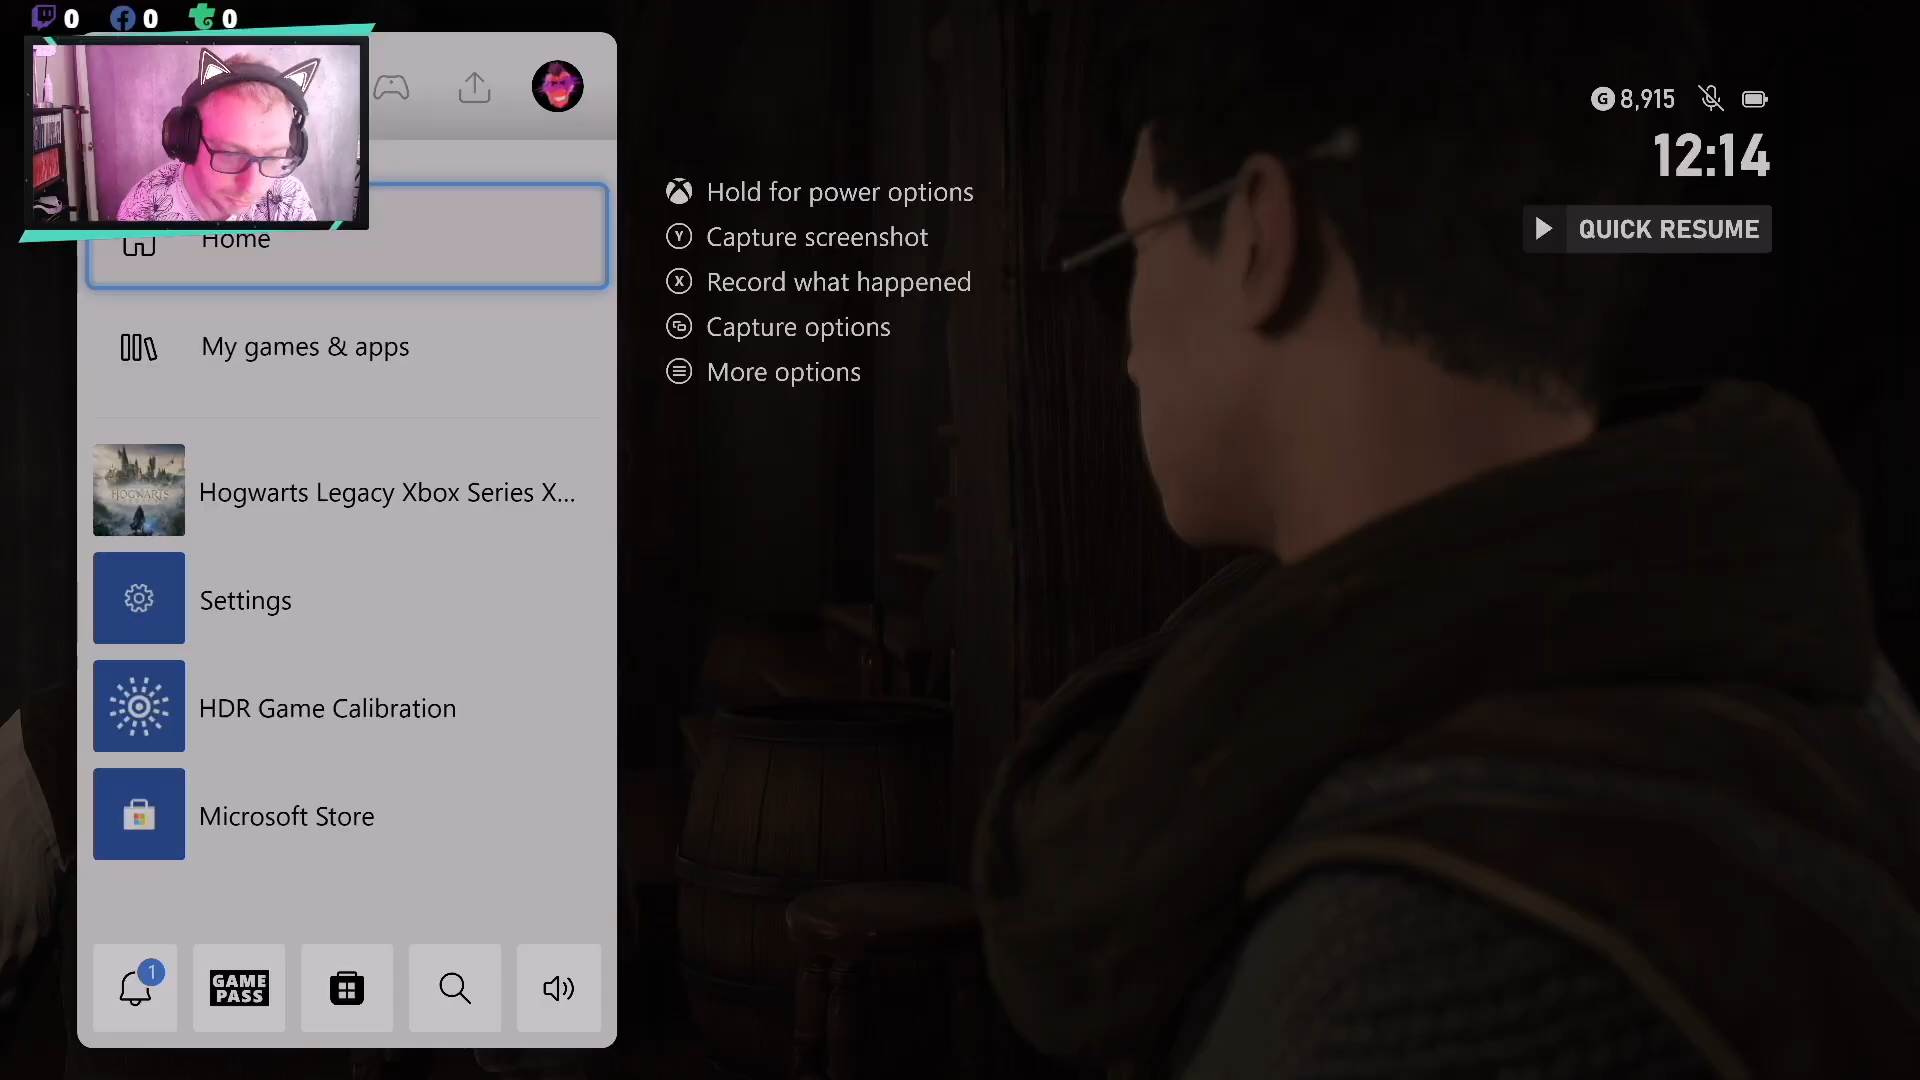 0 0 0
G 8,915
12:14
QUICK RESUME
Home
My games & apps
Hogwarts Legacy Xbox Series X...
Settings
HDR Game Calibration
Microsoft Store
1
GAME
PASS
Hold for power options
Y Capture screenshot
X Record what happened
Capture options
More options
HOGWARTS